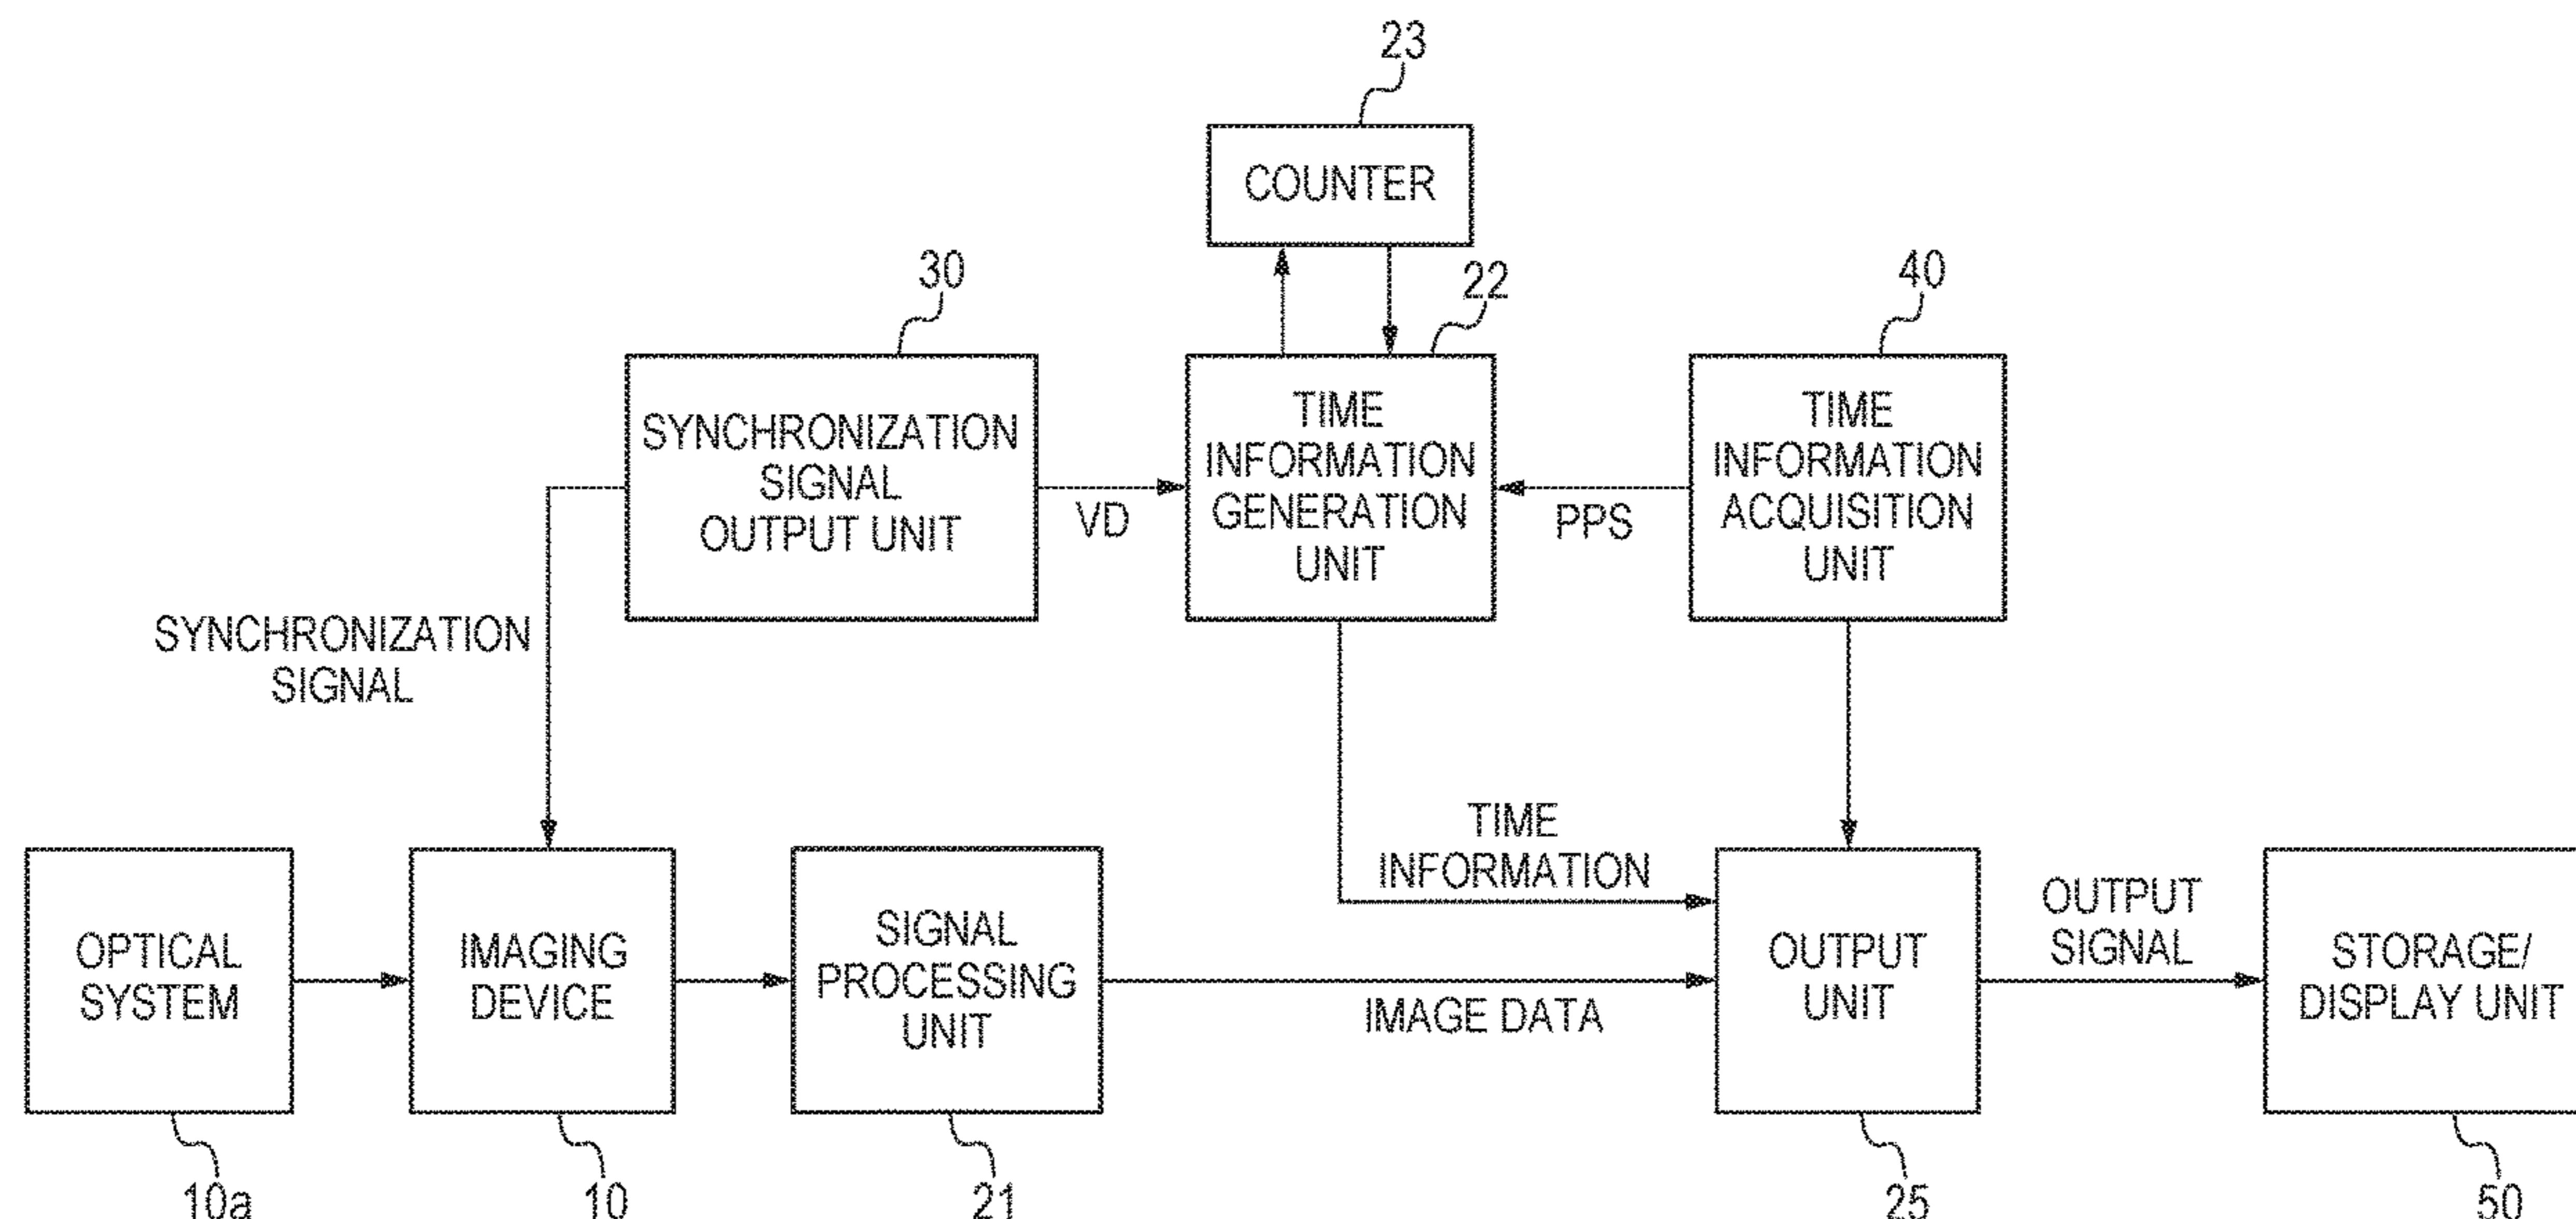 23
COUNTER
30
22
40
SYNCHRONIZATION
SIGNAL
OUTPUT UNIT
VD
TIME
INFORMATION
GENERATION
UNIT
PPS
TIME
INFORMATION
ACQUISITION
UNIT
SYNCHRONIZATION
SIGNAL
TIME
INFORMATION
OPTICAL
SYSTEM
IMAGING
DEVICE
SIGNAL
PROCESSING
UNIT
IMAGE DATA
OUTPUT
UNIT
OUTPUT
SIGNAL
STORAGE/
DISPLAY UNIT
10a
10
21
25
50